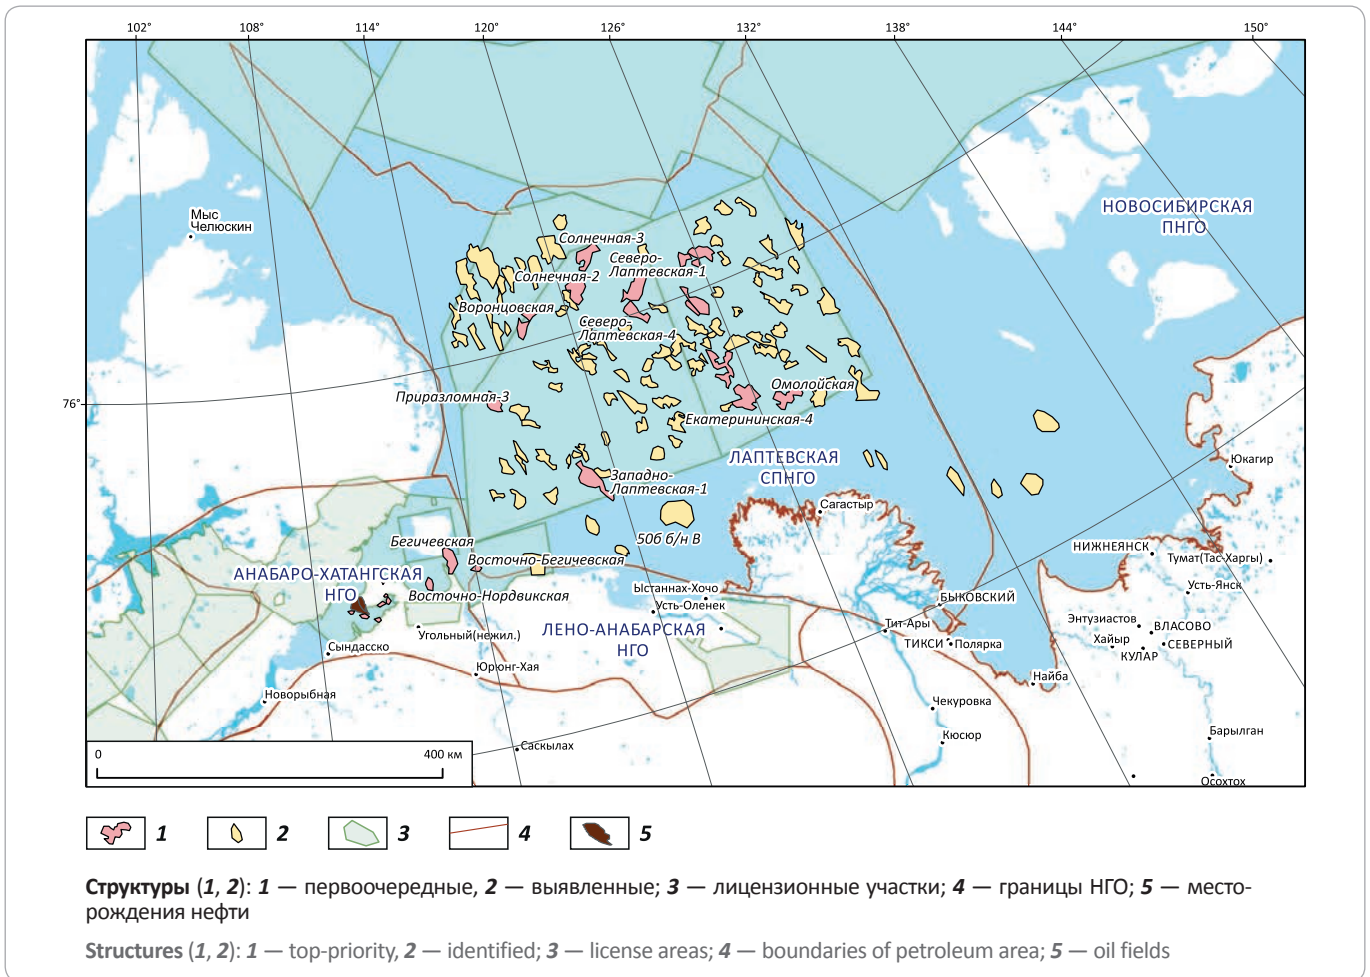 102° 108° 114° 120° 126° 132° 138° 144° 150°
Мыс
Челюскин
НОВОСИБИРСКАЯ
ПНГО
Солнечная-3
Северо-
Лаптевская-1
Солнечная-2
Воронцовская
Северо-
Лаптевская-4
76°
Приразломная-3
Омолойская
Екатерининская-4
ЛАПТЕВСКАЯ
СПНГО
Юкагир
Западно-
Лаптевская-1
Сагастыр
50б б/н В
Бегичевская
Восточно-Бегичевская
НИЖНЕЯНСК
Тумат(Тас-Харгы)
АНАБАРО-ХАТАНГСКАЯ
НГО
Восточно-Нордвикская
Ыстаннах-Хочо
Усть-Оленек
Усть-Янск
БЫКОВСКИЙ
Угольный(нежил.)
ЛЕНО-АНАБАРСКАЯ
НГО
Тит-Ары
Энтузиастов
ВЛАСОВО
Хайыр
СЕВЕРНЫЙ
КУЛАР
ТИКСИ
Полярка
Сындасско
Юрюнг-Хая
Найба
Новорыбная
Чекуровка
Кюсюр
Саскылах
Барылган
Осохтох
0 400 км
1 2 3 4 5
Структуры (1, 2): 1 — первоочередные, 2 — выявленные; 3 — лицензионные участки; 4 — границы НГО; 5 — место-
рождения нефти
Structures (1, 2): 1 — top-priority, 2 — identified; 3 — license areas; 4 — boundaries of petroleum area; 5 — oil fields